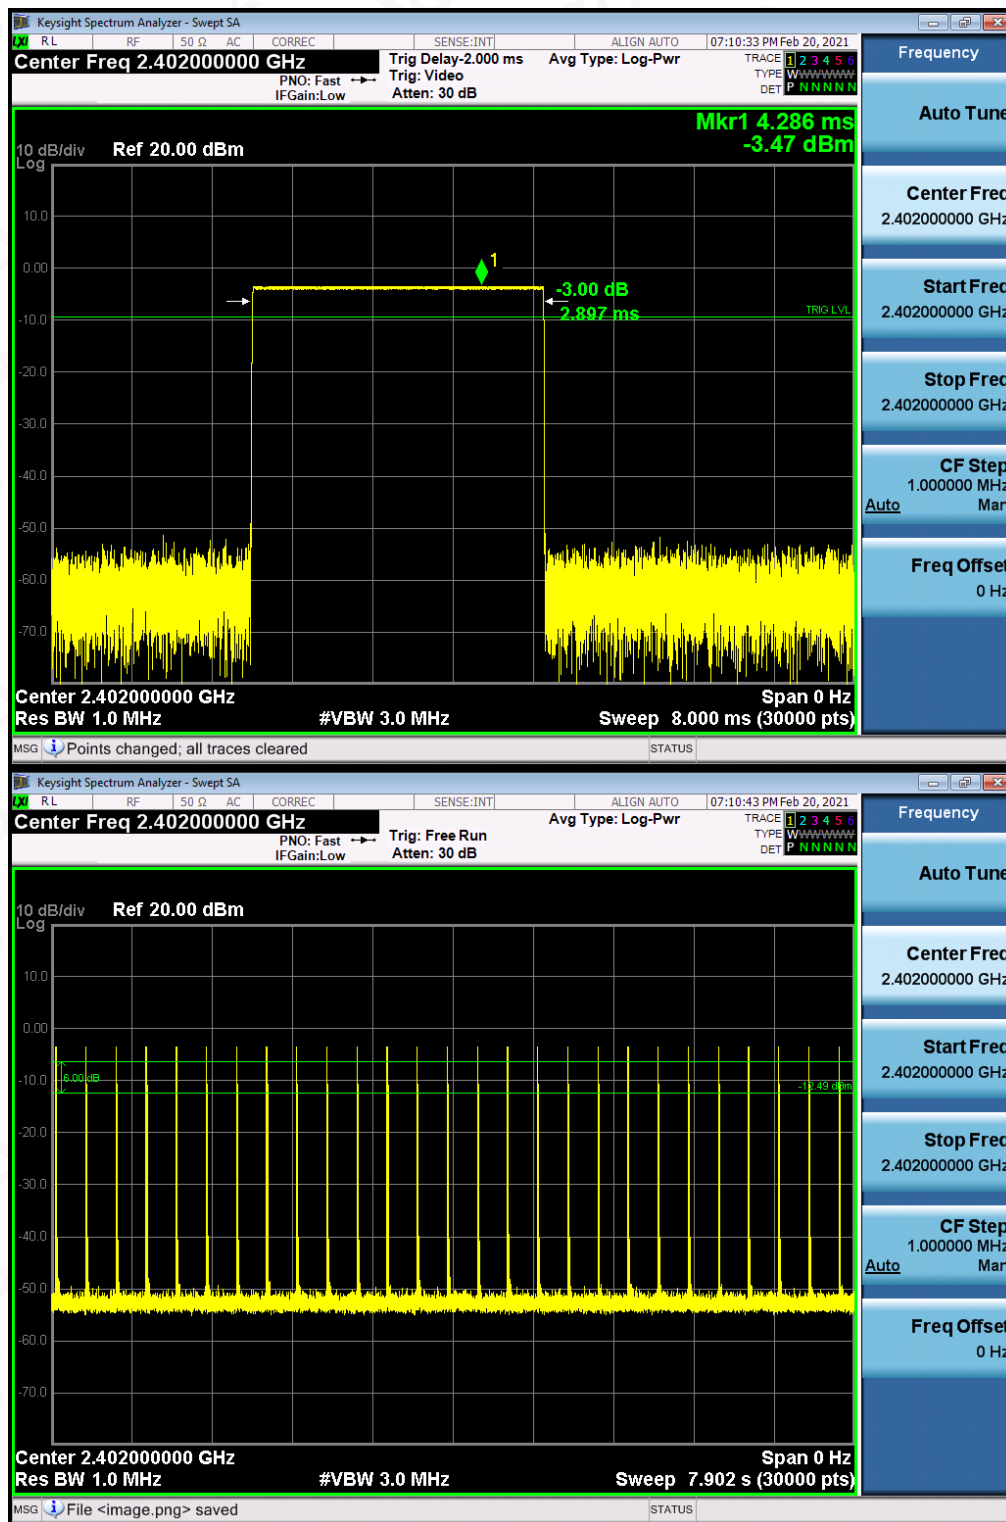 Keysight Spectrum Analyzer - Swept SA
LXI RL RF 50 Ω AC CORREC SENSE:INT ALIGN AUTO 07:10:33 PM Feb 20, 2021
Center Freq 2.402000000 GHz
PNO: Fast
IFGain:Low
Trig Delay-2.000 ms
Trig: Video
Atten: 30 dB
Avg Type: Log-Pwr
TRACE 1 2 3 4 5 6
TYPE WWWWWWW
DET P N N N N N
Mkr1 4.286 ms
-3.47 dBm
10 dB/div Ref 20.00 dBm
Log
10.0
0.00
1
-3.00 dB
2.897 ms
TRIG LVL
-10.0
-20.0
-30.0
-40.0
-50.0
-60.0
-70.0
Center 2.402000000 GHz Span 0 Hz
Res BW 1.0 MHz #VBW 3.0 MHz Sweep 8.000 ms (30000 pts)
MSG Points changed; all traces cleared STATUS
Frequency
Auto Tune
Center Freq
2.402000000 GHz
Start Freq
2.402000000 GHz
Stop Freq
2.402000000 GHz
CF Step
1.000000 MHz
Auto Man
Freq Offset
0 Hz
Keysight Spectrum Analyzer - Swept SA
LXI RL RF 50 Ω AC CORREC SENSE:INT ALIGN AUTO 07:10:43 PM Feb 20, 2021
Center Freq 2.402000000 GHz
PNO: Fast
IFGain:Low
Trig: Free Run
Atten: 30 dB
Avg Type: Log-Pwr
TRACE 1 2 3 4 5 6
TYPE WWWWWWW
DET P N N N N N
10 dB/div Ref 20.00 dBm
Log
10.0
0.00
-10.0
6.00 dB
-12.49 dBm
-20.0
-30.0
-40.0
-50.0
-60.0
-70.0
Center 2.402000000 GHz Span 0 Hz
Res BW 1.0 MHz #VBW 3.0 MHz Sweep 7.902 s (30000 pts)
MSG File <image.png> saved STATUS
Frequency
Auto Tune
Center Freq
2.402000000 GHz
Start Freq
2.402000000 GHz
Stop Freq
2.402000000 GHz
CF Step
1.000000 MHz
Auto Man
Freq Offset
0 Hz